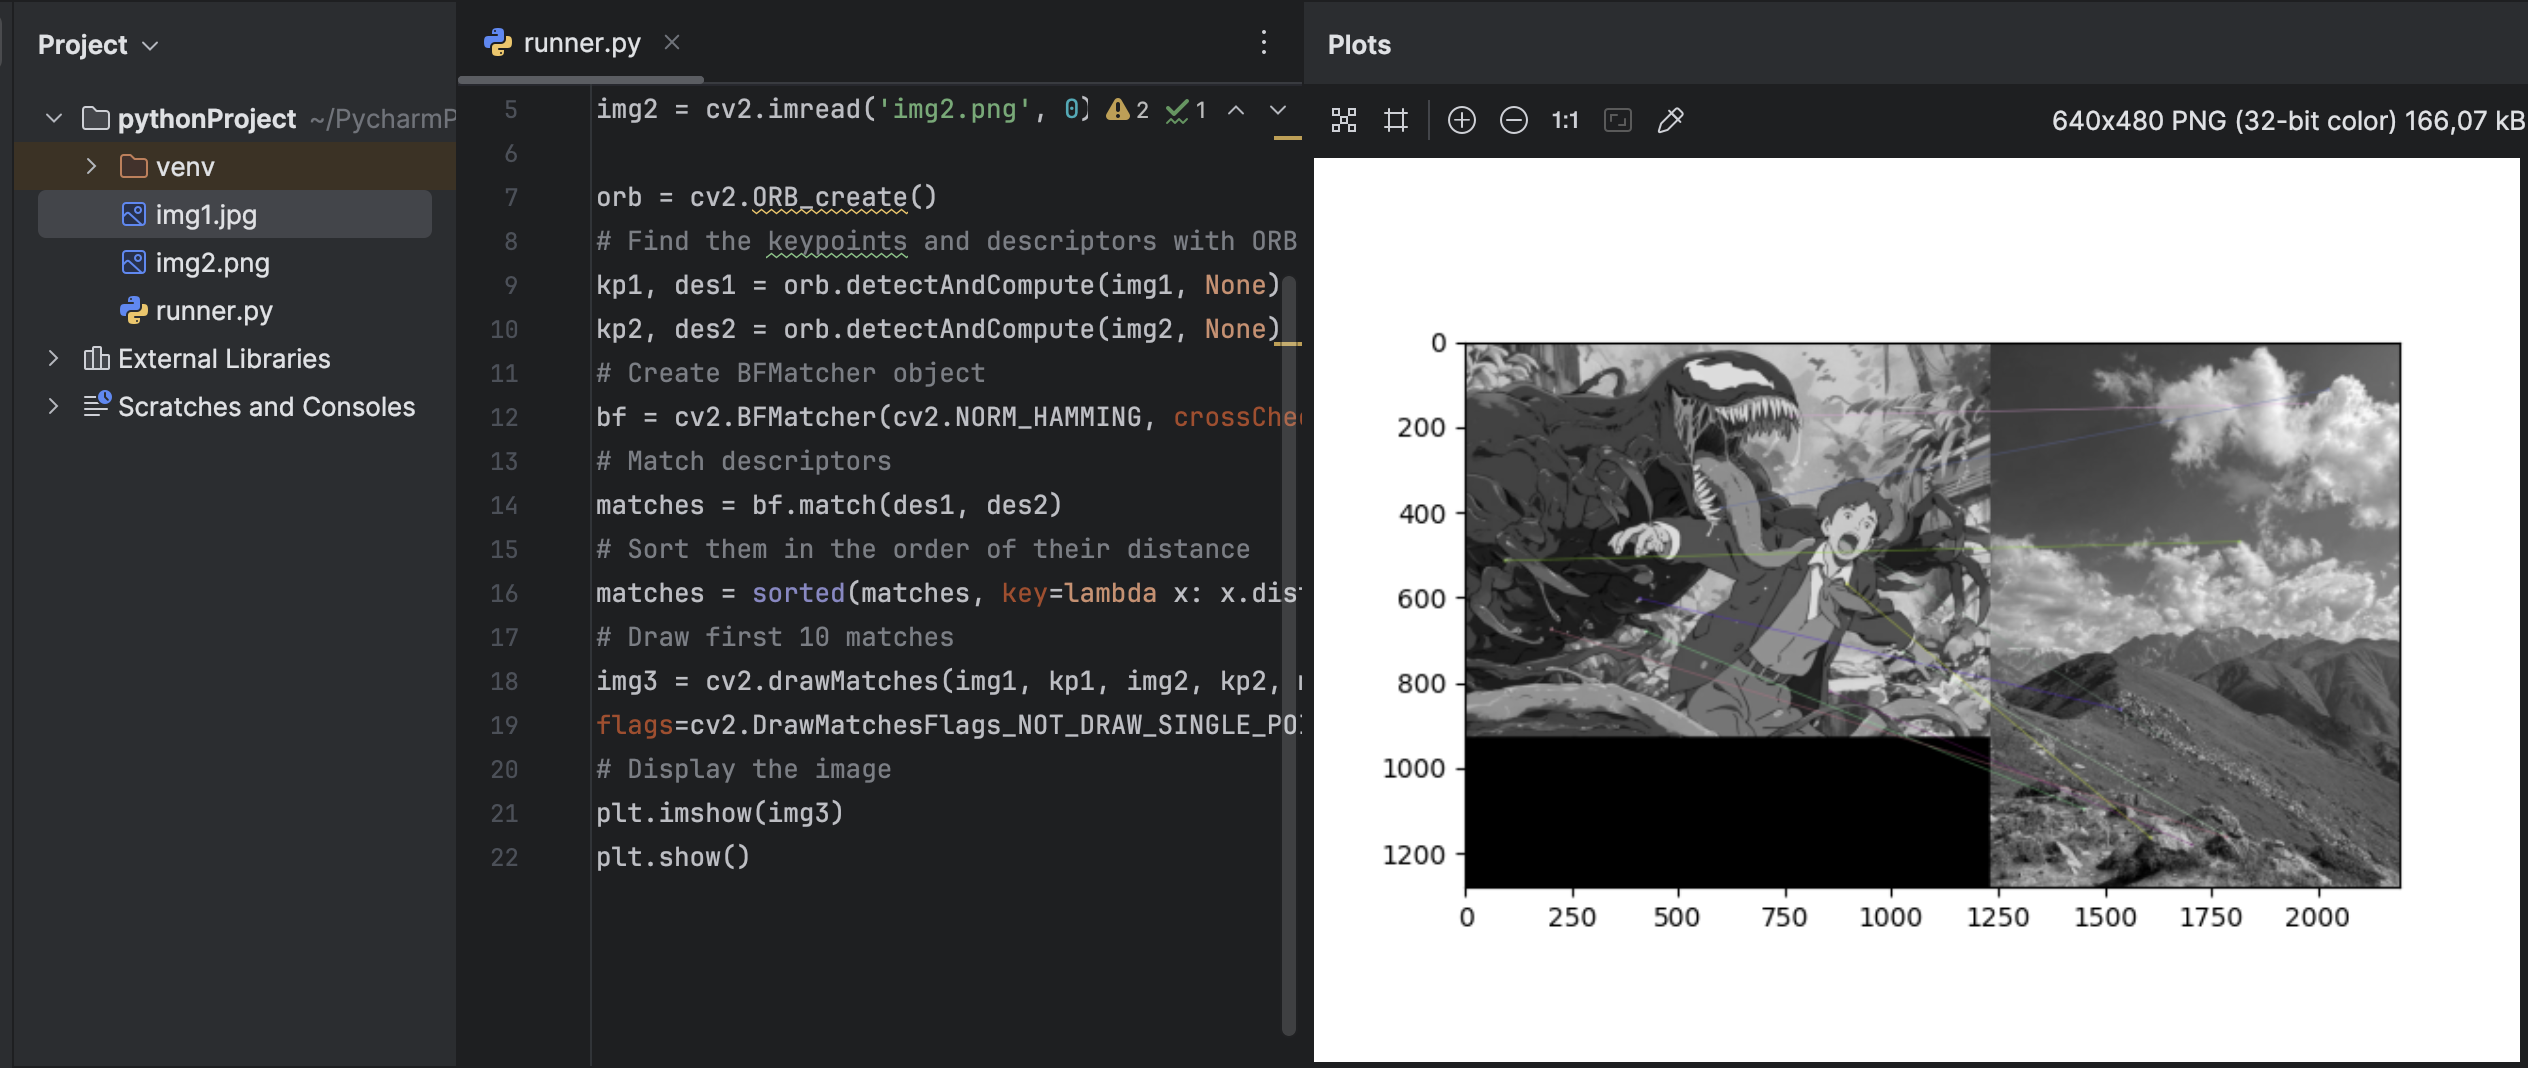 Project
pythonProject ~/PycharmP
venv
img1.jpg
img2.png
runner.py
External Libraries
Scratches and Consoles
runner.py
5 img2 = cv2.imread('img2.png', 0) 2 1
6
7 orb = cv2.ORB_create()
8 # Find the keypoints and descriptors with ORB
9 kp1, des1 = orb.detectAndCompute(img1, None)
10 kp2, des2 = orb.detectAndCompute(img2, None)
11 # Create BFMatcher object
12 bf = cv2.BFMatcher(cv2.NORM_HAMMING, crossChe
13 # Match descriptors
14 matches = bf.match(des1, des2)
15 # Sort them in the order of their distance
16 matches = sorted(matches, key=lambda x: x.dis
17 # Draw first 10 matches
18 img3 = cv2.drawMatches(img1, kp1, img2, kp2,
19 flags=cv2.DrawMatchesFlags_NOT_DRAW_SINGLE_PO
20 # Display the image
21 plt.imshow(img3)
22 plt.show()
Plots
1:1
640x480 PNG (32-bit color) 166,07 kB
0
200
400
600
800
1000
1200
0 250 500 750 1000 1250 1500 1750 2000